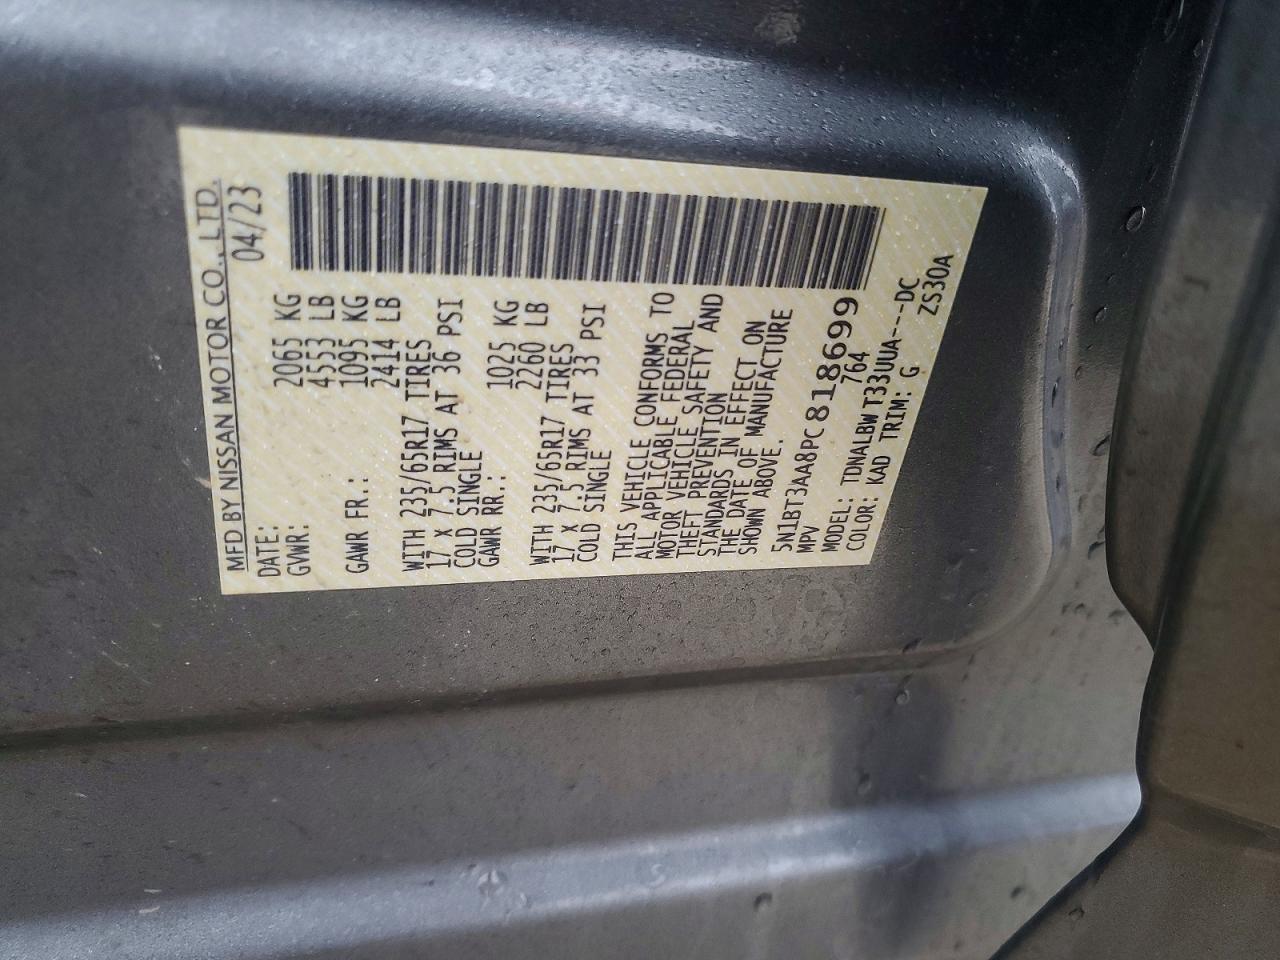 MFD BY NISSAN MOTOR CO., LTD.
DATE: 04/23
GVWR: 2065 KG
4553 LB
GAWR FR.: 1095 KG
2414 LB
WITH 235/65R17 TIRES
17 X 7.5 RIMS AT 36 PSI
COLD SINGLE
GAWR RR.: 1025 KG
2260 LB
WITH 235/65R17 TIRES
17 X 7.5 RIMS AT 33 PSI
COLD SINGLE
THIS VEHICLE CONFORMS TO
ALL APPLICABLE FEDERAL
MOTOR VEHICLE SAFETY AND
THEFT PREVENTION
STANDARDS IN EFFECT ON
THE DATE OF MANUFACTURE
SHOWN ABOVE.
5N1BT3AA8PC818699
MPV 764
MODEL: TDNALBWT33UUA---DC
COLOR: KAD TRIM: G ZS30A